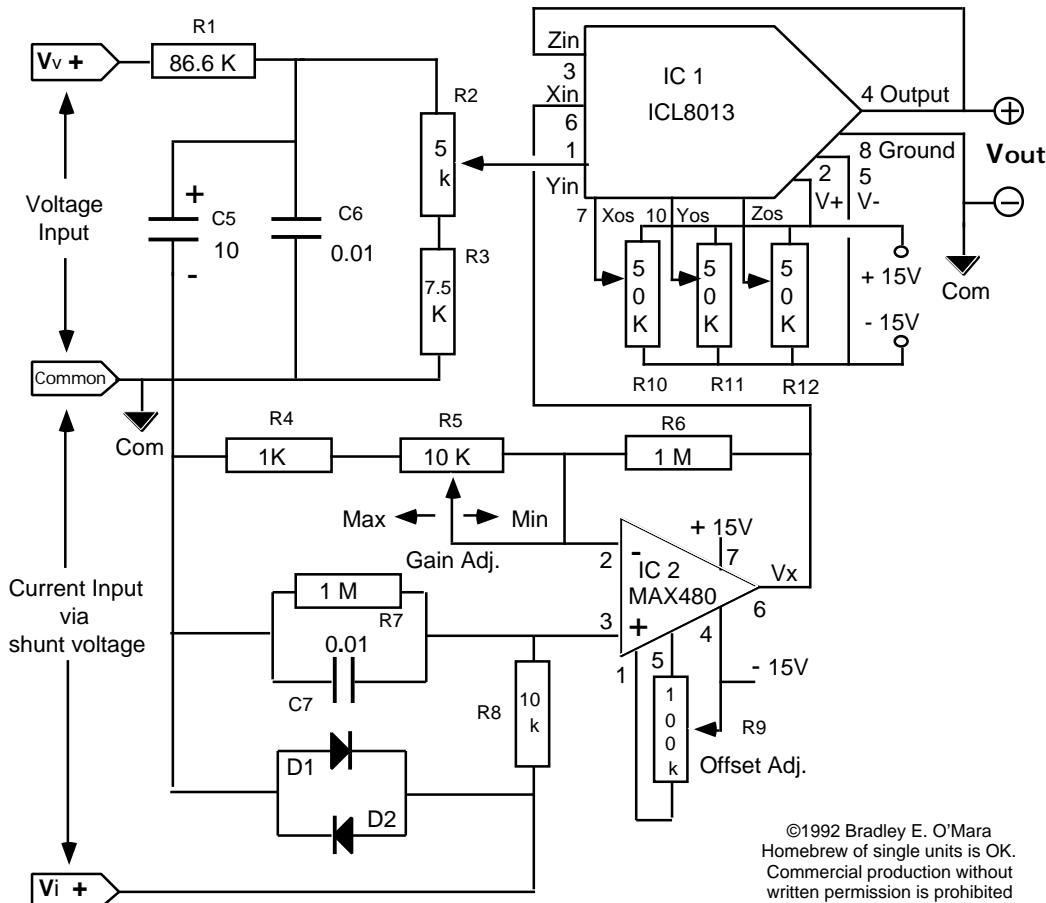 R1
Vv +
86.6 K
Zin
3
Xin
6
1
Yin
IC 1
ICL8013
4 Output
8 Ground
2
5
V+
V-
Vout
+
−
R2
5
k
Voltage
Input
+
C5
10
-
C6
0.01
R3
7.5
K
7
Xos
10
Yos
Zos
5
0
K
5
0
K
5
0
K
+ 15V
- 15V
Com
R10
R11
R12
Common
Com
R4
1K
R5
10 K
R6
1 M
Max
Min
Gain Adj.
+ 15V
7
2
-
IC 2
MAX480
Vx
6
3
+
4
1
5
- 15V
Current Input
via
shunt voltage
1 M
R7
0.01
C7
R8
10
k
1
0
0
k
R9
Offset Adj.
D1
D2
Vi +
©1992 Bradley E. O'Mara
Homebrew of single units is OK.
Commercial production without
written permission is prohibited